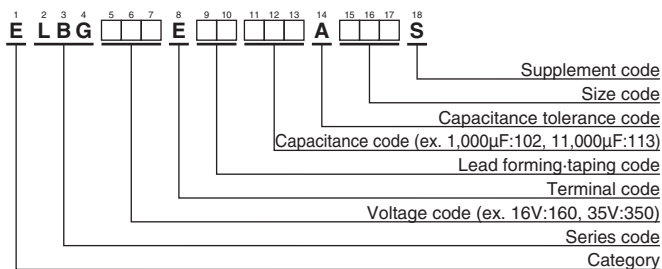 1 2 3 4 5 6 7 8 9 10 11 12 13 14 15 16 17 18
E L B G □□□ E □□ □□□ A □□□ S
Supplement code
Size code
Capacitance tolerance code
Capacitance code (ex. 1,000µF:102, 11,000µF:113)
Lead forming·taping code
Terminal code
Voltage code (ex. 16V:160, 35V:350)
Series code
Category